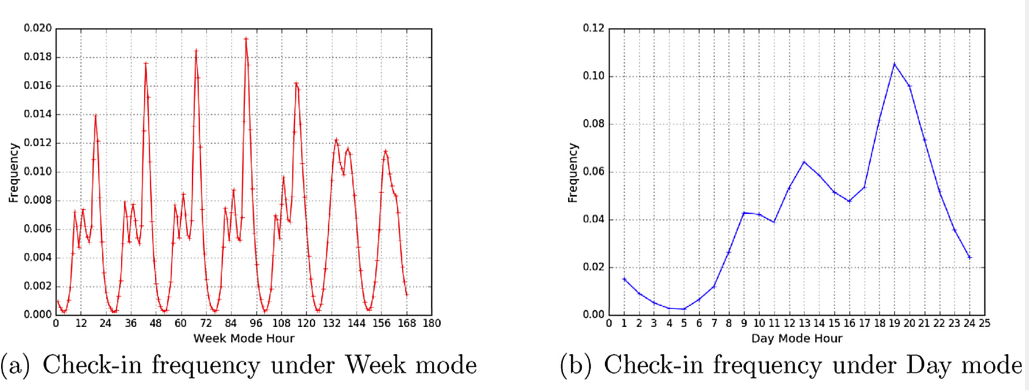 0.020
0.018
0.016
0.014
0.012
0.010
0.008
0.006
0.004
0.002
0.000
Frequency
0 12 24 36 48 60 72 84 96 108 120 132 144 156 168 180
Week Mode Hour
(a) Check-in frequency under Week mode
0.12
0.10
0.08
0.06
0.04
0.02
0.00
Frequency
0 1 2 3 4 5 6 7 8 9 10 11 12 13 14 15 16 17 18 19 20 21 22 23 24 25
Day Mode Hour
(b) Check-in frequency under Day mode